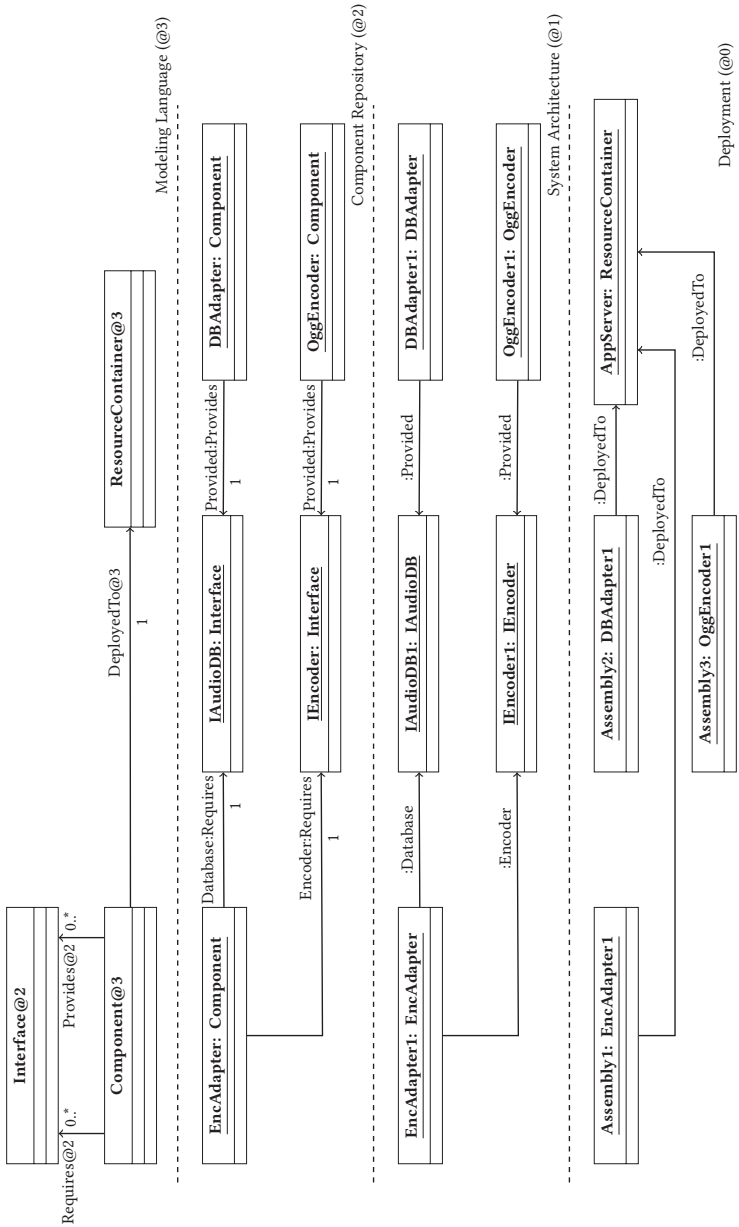 Interface@2
Requires@2
0..*
Provides@2
0..*
Component@3
DeployedTo@3
1
ResourceContainer@3
Modeling Language (@3)
EncAdapter: Component
Database:Requires
1
IAudioDB: Interface
Provided:Provides
1
DBAdapter: Component
Encoder:Requires
1
IEncoder: Interface
Provided:Provides
1
OggEncoder: Component
Component Repository (@2)
EncAdapter1: EncAdapter
:Database
IAudioDB1: IAudioDB
:Provided
DBAdapter1: DBAdapter
:Encoder
IEncoder1: IEncoder
:Provided
OggEncoder1: OggEncoder
System Architecture (@1)
Assembly1: EncAdapter1
Assembly2: DBAdapter1
:DeployedTo
AppServer: ResourceContainer
:DeployedTo
Assembly3: OggEncoder1
:DeployedTo
Deployment (@0)